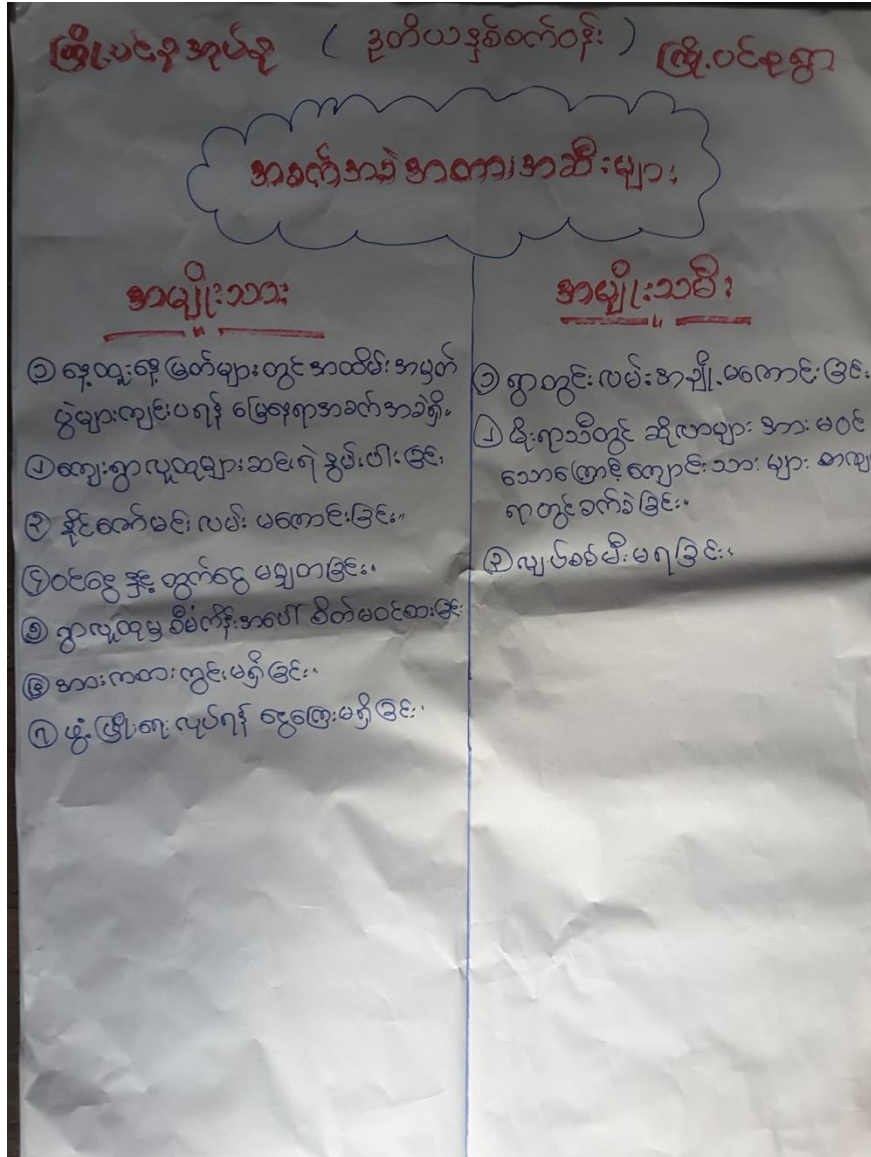 ကြို့ပင်စုအုပ်စု ( ဒုတိယနှစ်စက်ဝန်း ) ကြို့ပင်စုရွာ
အခက်အခဲအတားအဆီးများ
အမျိုးသား
၁ နေ့ထူးနေ့မြတ်များတွင်အထိမ်းအမှတ်
ပွဲများကျင်းပရန် မြေနေရာအခက်အခဲရှိ။
၂ ကျေးရွာလူထုများဆင်းရဲနွမ်းပါးခြင်း
၃ နိုင်ဇော်မင်းလမ်း မကောင်းခြင်း။
၄ ဝင်ငွေနှင့် ထွက်ငွေ မမျှတခြင်း။
၅ ရွာလူထုမှ စီမံကိန်းအပေါ် စိတ်မဝင်စားခြင်း
၆ အားကစားကွင်းမရှိခြင်း။
၇ ဖွံ့ဖြိုးရေးလုပ်ရန် ငွေကြေးမရှိခြင်း။
အမျိုးသမီး
၁ ရွာတွင်းလမ်းအချို့မကောင်းခြင်း
၂ မိုးရာသီတွင် ဆိုလာများ အားမဝင်
သောကြောင့် ကျောင်းသားများ စာကျ
ရာတွင်ခက်ခဲခြင်း။
၃ လျှပ်စစ်မီးမရခြင်း။